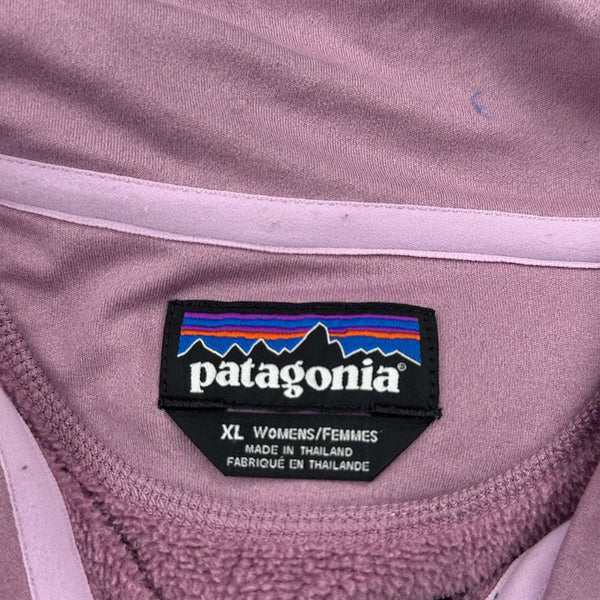 patagonia®
XL WOMENS/FEMMES
MADE IN THAILAND
FABRIQUÉ EN THAILANDE